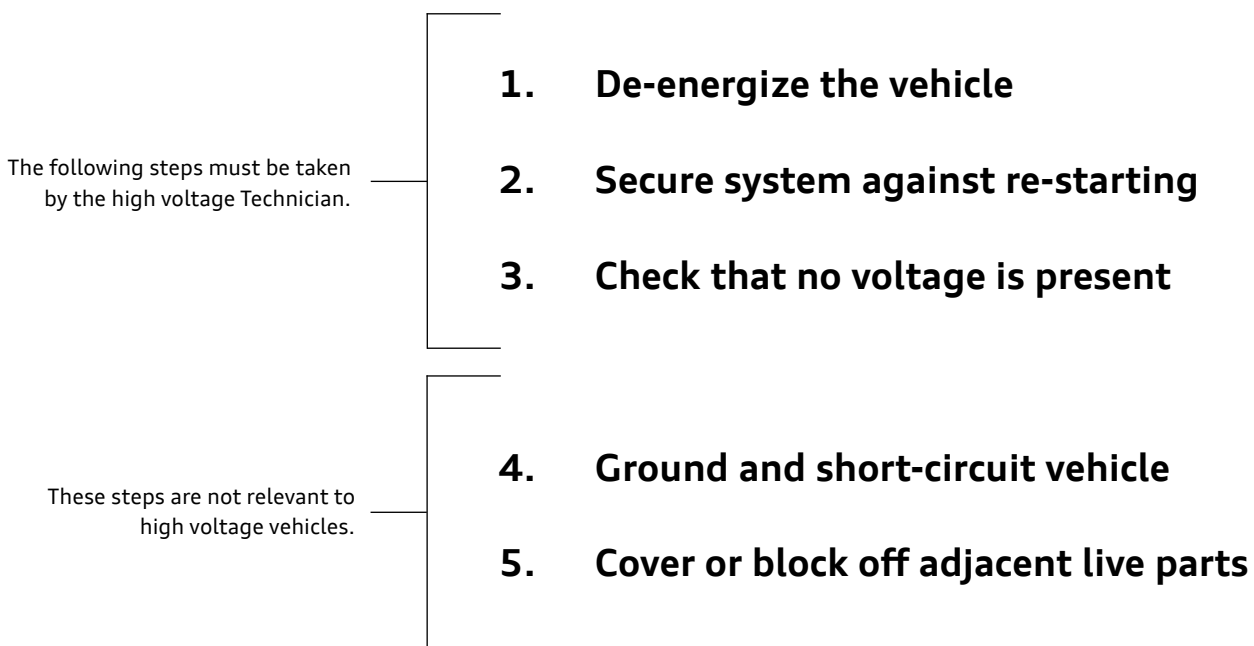 The following steps must be taken
by the high voltage Technician.
1. De-energize the vehicle
2. Secure system against re-starting
3. Check that no voltage is present
These steps are not relevant to
high voltage vehicles.
4. Ground and short-circuit vehicle
5. Cover or block off adjacent live parts